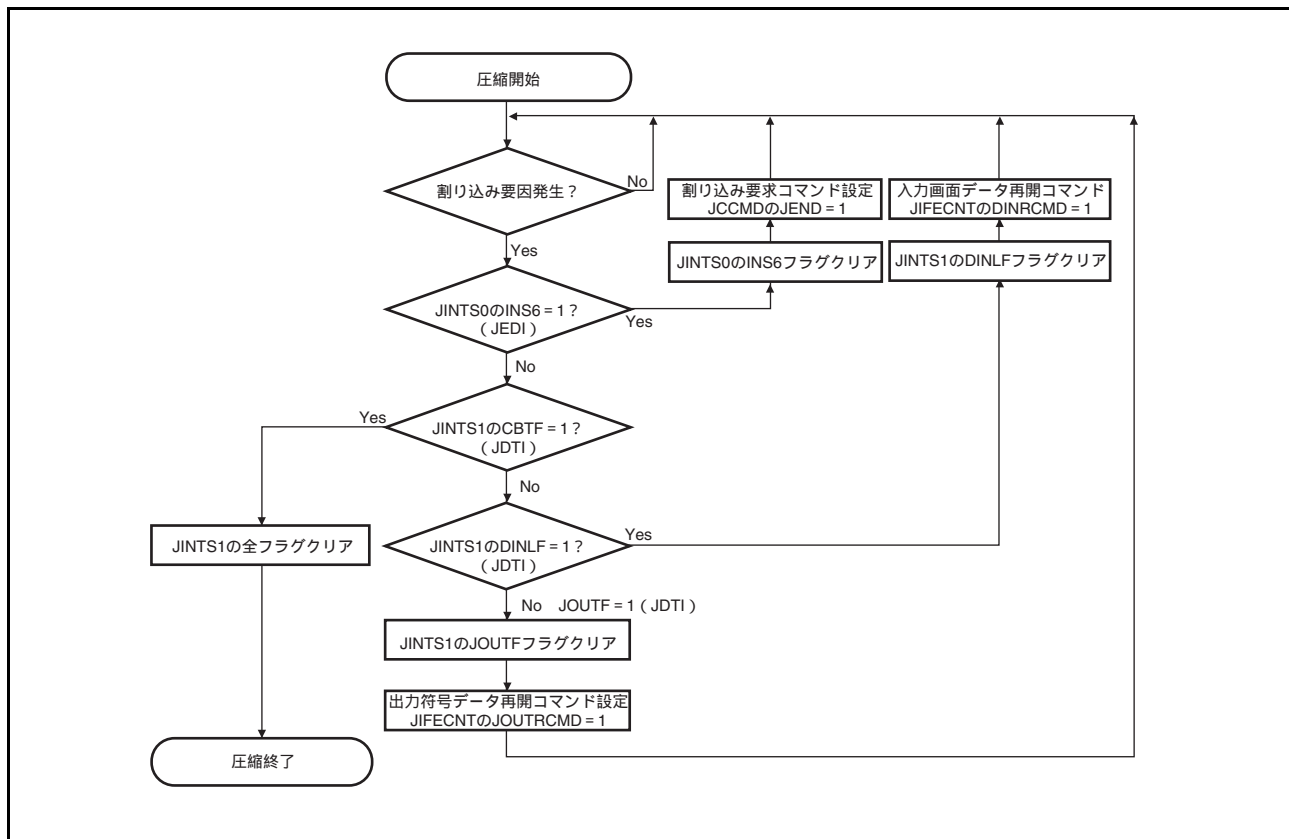 圧縮開始
割り込み要因発生?
No
Yes
割り込み要求コマンド設定
JCCMDのJEND = 1
入力画面データ再開コマンド
JIFECNTのDINRCMD = 1
JINTS0のINS6フラグクリア
JINTS1のDINLFフラグクリア
JINTS0のINS6 = 1?
(JEDI)
Yes
No
Yes
JINTS1のCBTF = 1?
(JDTI)
No
JINTS1の全フラグクリア
JINTS1のDINLF = 1?
(JDTI)
Yes
No JOUTF = 1(JDTI)
JINTS1のJOUTFフラグクリア
出力符号データ再開コマンド設定
JIFECNTのJOUTRCMD = 1
圧縮終了